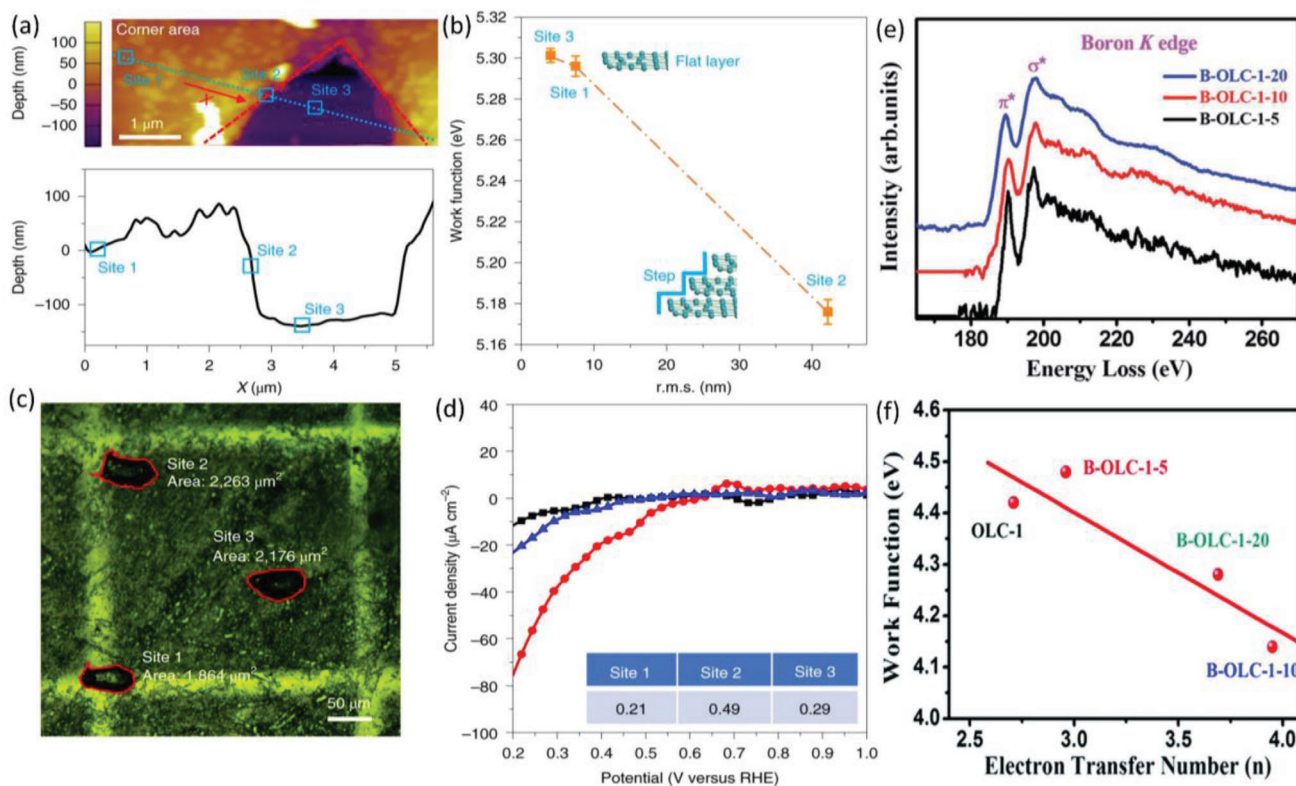 (a)
Corner area
100
50
0
−50
−100
Depth (nm)
Site 1
Site 2
Site 3
1 μm
100
0
−100
Depth (nm)
Site 1
Site 2
Site 3
0 1 2 3 4 5
X (μm)
(b)
5.32
5.30
5.28
5.26
5.24
5.22
5.20
5.18
5.16
Work function (eV)
Site 3
Site 1
Flat layer
Step
Site 2
0 5 10 15 20 25 30 35 40 45
r.m.s. (nm)
(c)
Site 2
Area: 2,263 μm²
Site 3
Area: 2,176 μm²
Site 1
Area: 1,864 μm²
50 μm
(d)
40
20
0
−20
−40
−60
−80
−100
Current density (μA cm⁻²)
Site 1 Site 2 Site 3
0.21 0.49 0.29
0.2 0.3 0.4 0.5 0.6 0.7 0.8 0.9 1.0
Potential (V versus RHE)
(e)
Boron K edge
π*
σ*
B-OLC-1-20
B-OLC-1-10
B-OLC-1-5
Intensity (arb.units)
180 200 220 240 260
Energy Loss (eV)
(f)
4.6
4.5
4.4
4.3
4.2
4.1
4.0
Work Function (eV)
OLC-1
B-OLC-1-5
B-OLC-1-20
B-OLC-1-10
2.5 3.0 3.5 4.0
Electron Transfer Number (n)